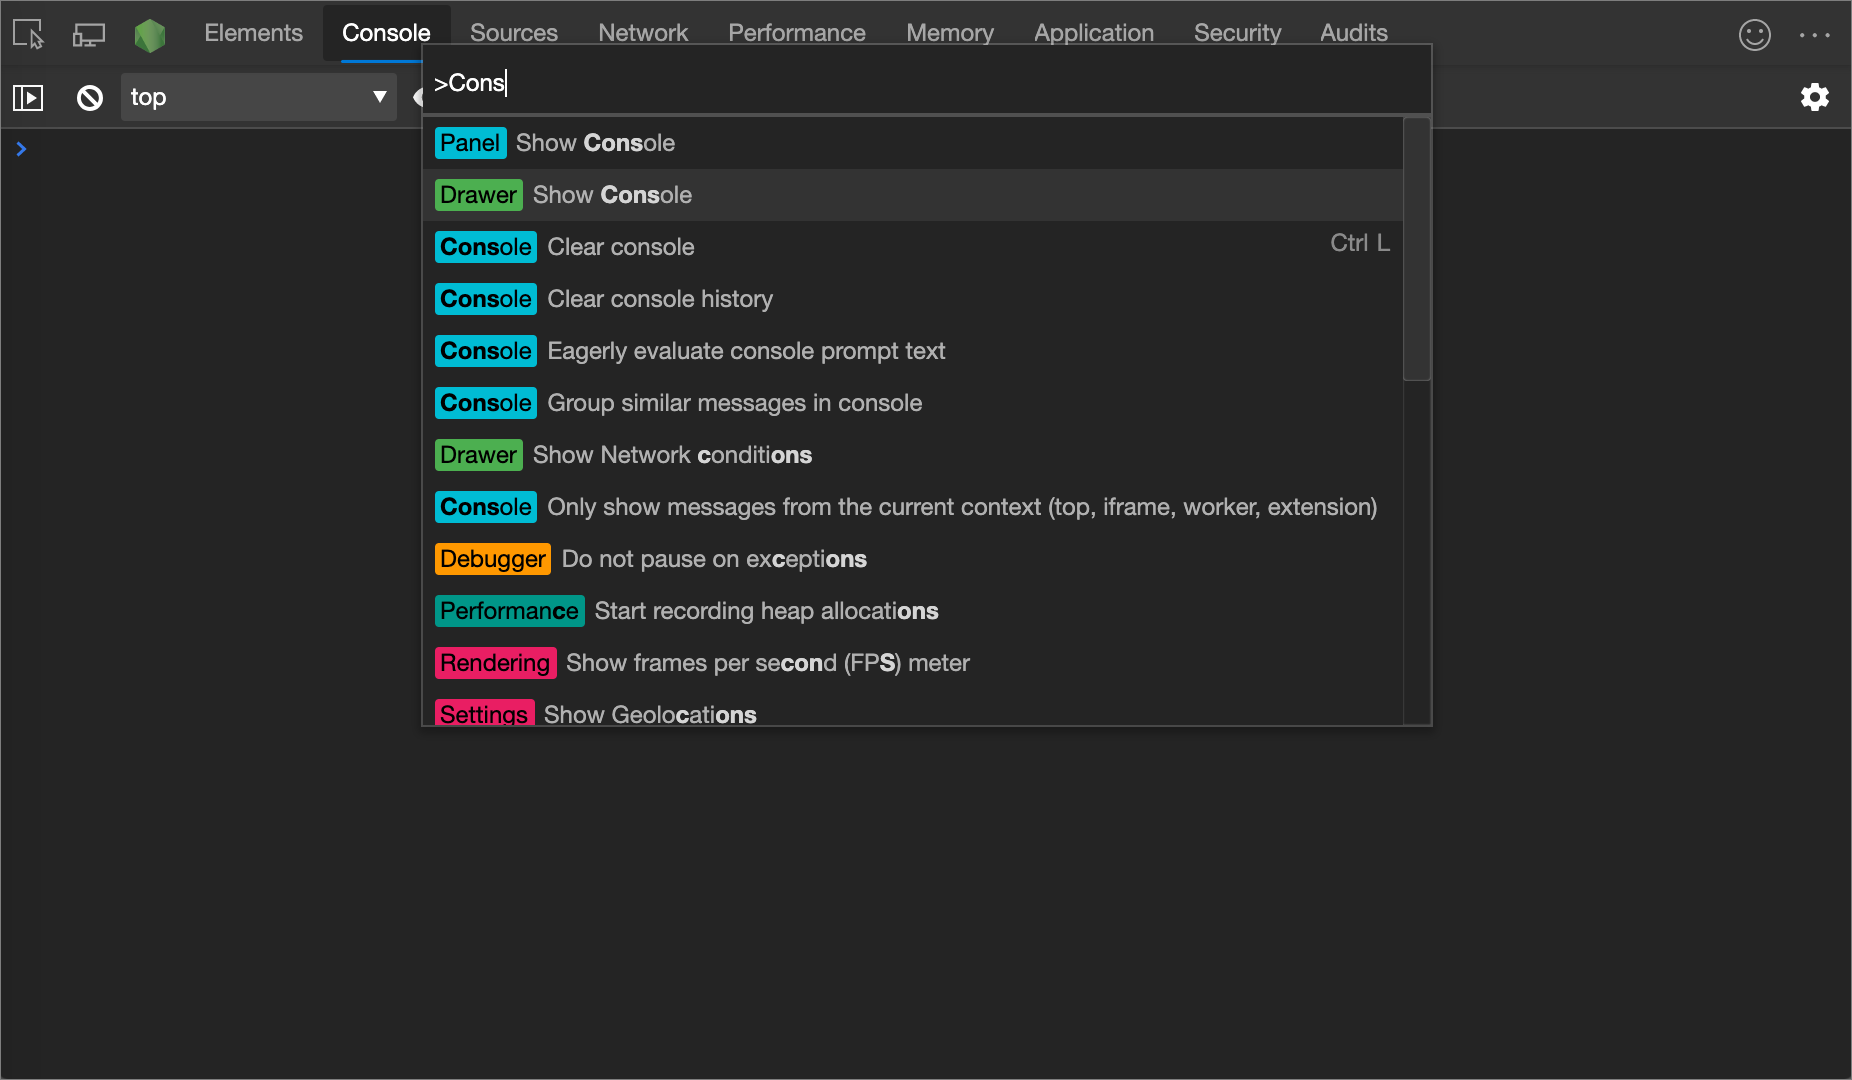 Elements Console Sources Network Performance Memory Application Security Audits
>Cons
top
Panel Show Console
Drawer Show Console
Console Clear console Ctrl L
Console Clear console history
Console Eagerly evaluate console prompt text
Console Group similar messages in console
Drawer Show Network conditions
Console Only show messages from the current context (top, iframe, worker, extension)
Debugger Do not pause on exceptions
Performance Start recording heap allocations
Rendering Show frames per second (FPS) meter
Settings Show Geolocations